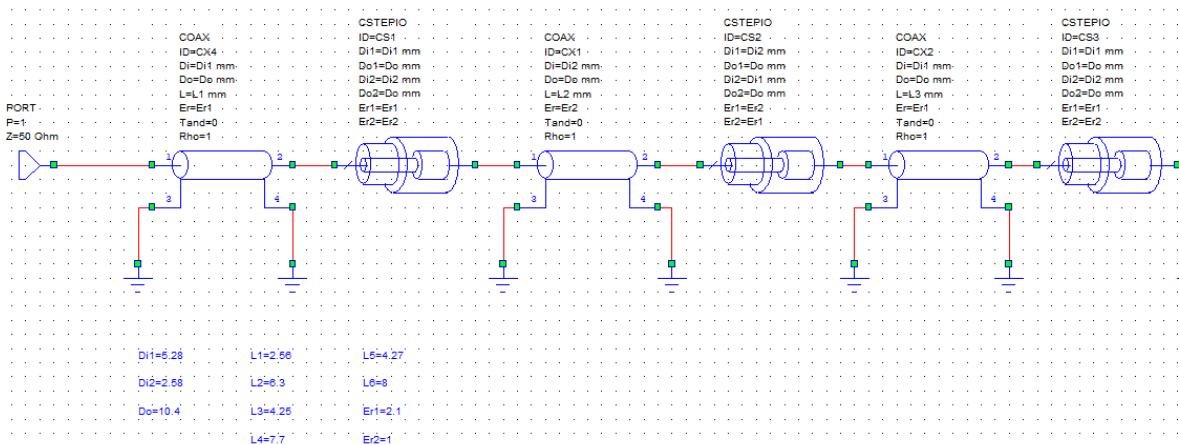 PORT
P=1
Z=50 Ohm
COAX
ID=CX4
Di=Di1 mm
Do=Do mm
L=L1 mm
Er=Er1
Tand=0
Rho=1
1
2
3
4
CSTEPIO
ID=CS1
Di1=Di1 mm
Do1=Do mm
Di2=Di2 mm
Do2=Do mm
Er1=Er1
Er2=Er2
COAX
ID=CX1
Di=Di2 mm
Do=Do mm
L=L2 mm
Er=Er2
Tand=0
Rho=1
1
2
3
4
CSTEPIO
ID=CS2
Di1=Di2 mm
Do1=Do mm
Di2=Di1 mm
Do2=Do mm
Er1=Er2
Er2=Er1
COAX
ID=CX2
Di=Di1 mm
Do=Do mm
L=L3 mm
Er=Er1
Tand=0
Rho=1
1
2
3
4
CSTEPIO
ID=CS3
Di1=Di1 mm
Do1=Do mm
Di2=Di2 mm
Do2=Do mm
Er1=Er1
Er2=Er2
Di1=5.28
L1=2.56
L5=4.27
Di2=2.58
L2=6.3
L6=8
Do=10.4
L3=4.25
Er1=2.1
L4=7.7
Er2=1